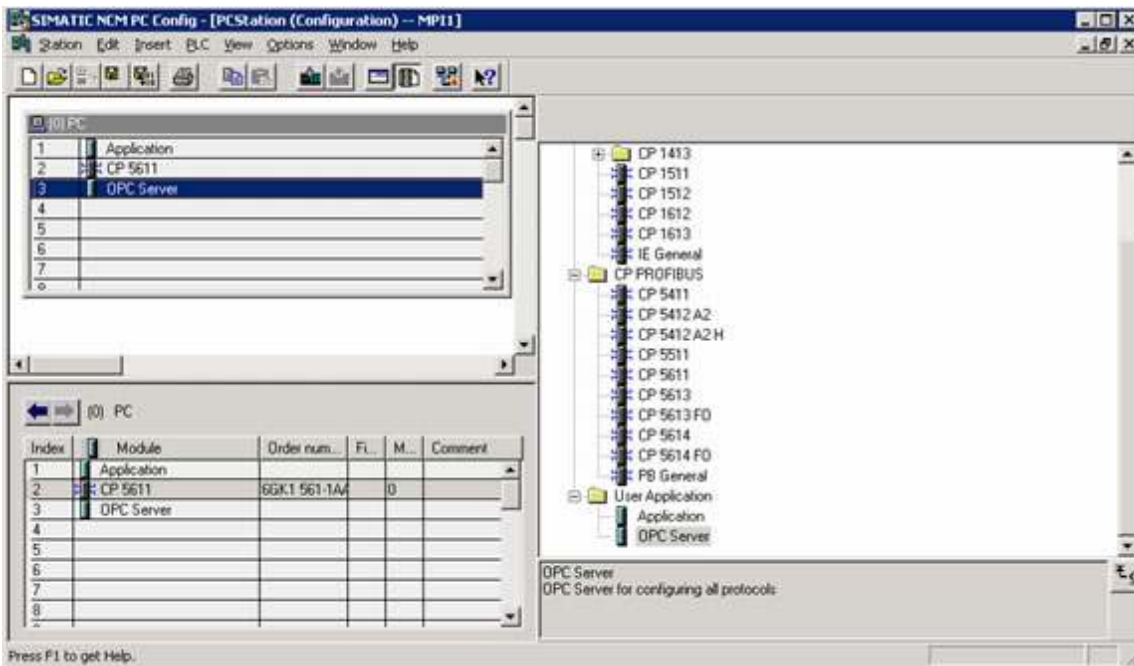 SIMATIC NCM PC Config - [PCStation (Configuration) -- MPI1]
Station Edit Insert PLC View Options Window Help
(0) PC
1 Application
2 CP 5611
3 OPC Server
4
5
6
7
CP 1413
CP 1511
CP 1512
CP 1612
CP 1613
IE General
CP PROFIBUS
CP 5411
CP 5412 A2
CP 5412 A2 H
CP 5511
CP 5611
CP 5613
CP 5613 FO
CP 5614
CP 5614 FO
PB General
User Application
Application
OPC Server
(0) PC
Index Module Order num... Fi... M... Comment
1 Application
2 CP 5611 6GK1 561-1A 0
3 OPC Server
4
5
6
7
8
OPC Server
OPC Server for configuring all protocols
Press F1 to get Help.